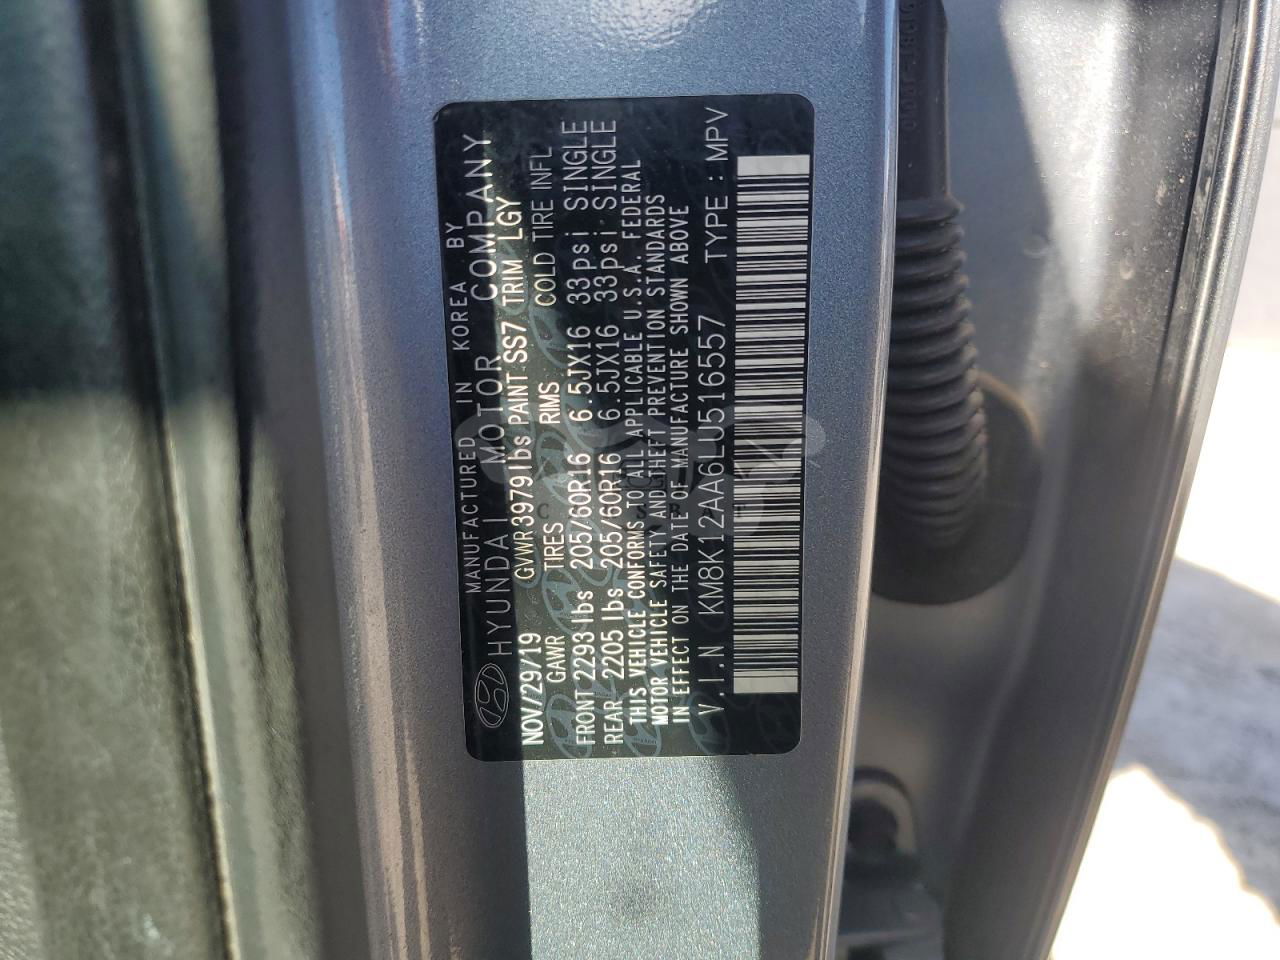 MANUFACTURED IN KOREA BY
HYUNDAI MOTOR COMPANY
NOV/29/19 GVWR 3979lbs PAINT SS7 TRIM LGY
GAWR TIRES RIMS COLD TIRE INFL
FRONT 2293 lbs 205/60R16 6.5JX16 33psi SINGLE
REAR 2205 lbs 205/60R16 6.5JX16 33psi SINGLE
THIS VEHICLE CONFORMS TO ALL APPLICABLE U.S.A. FEDERAL
MOTOR VEHICLE SAFETY AND THEFT PREVENTION STANDARDS
IN EFFECT ON THE DATE OF MANUFACTURE SHOWN ABOVE
V.I.N KM8K12AA6LU516557 TYPE : MPV